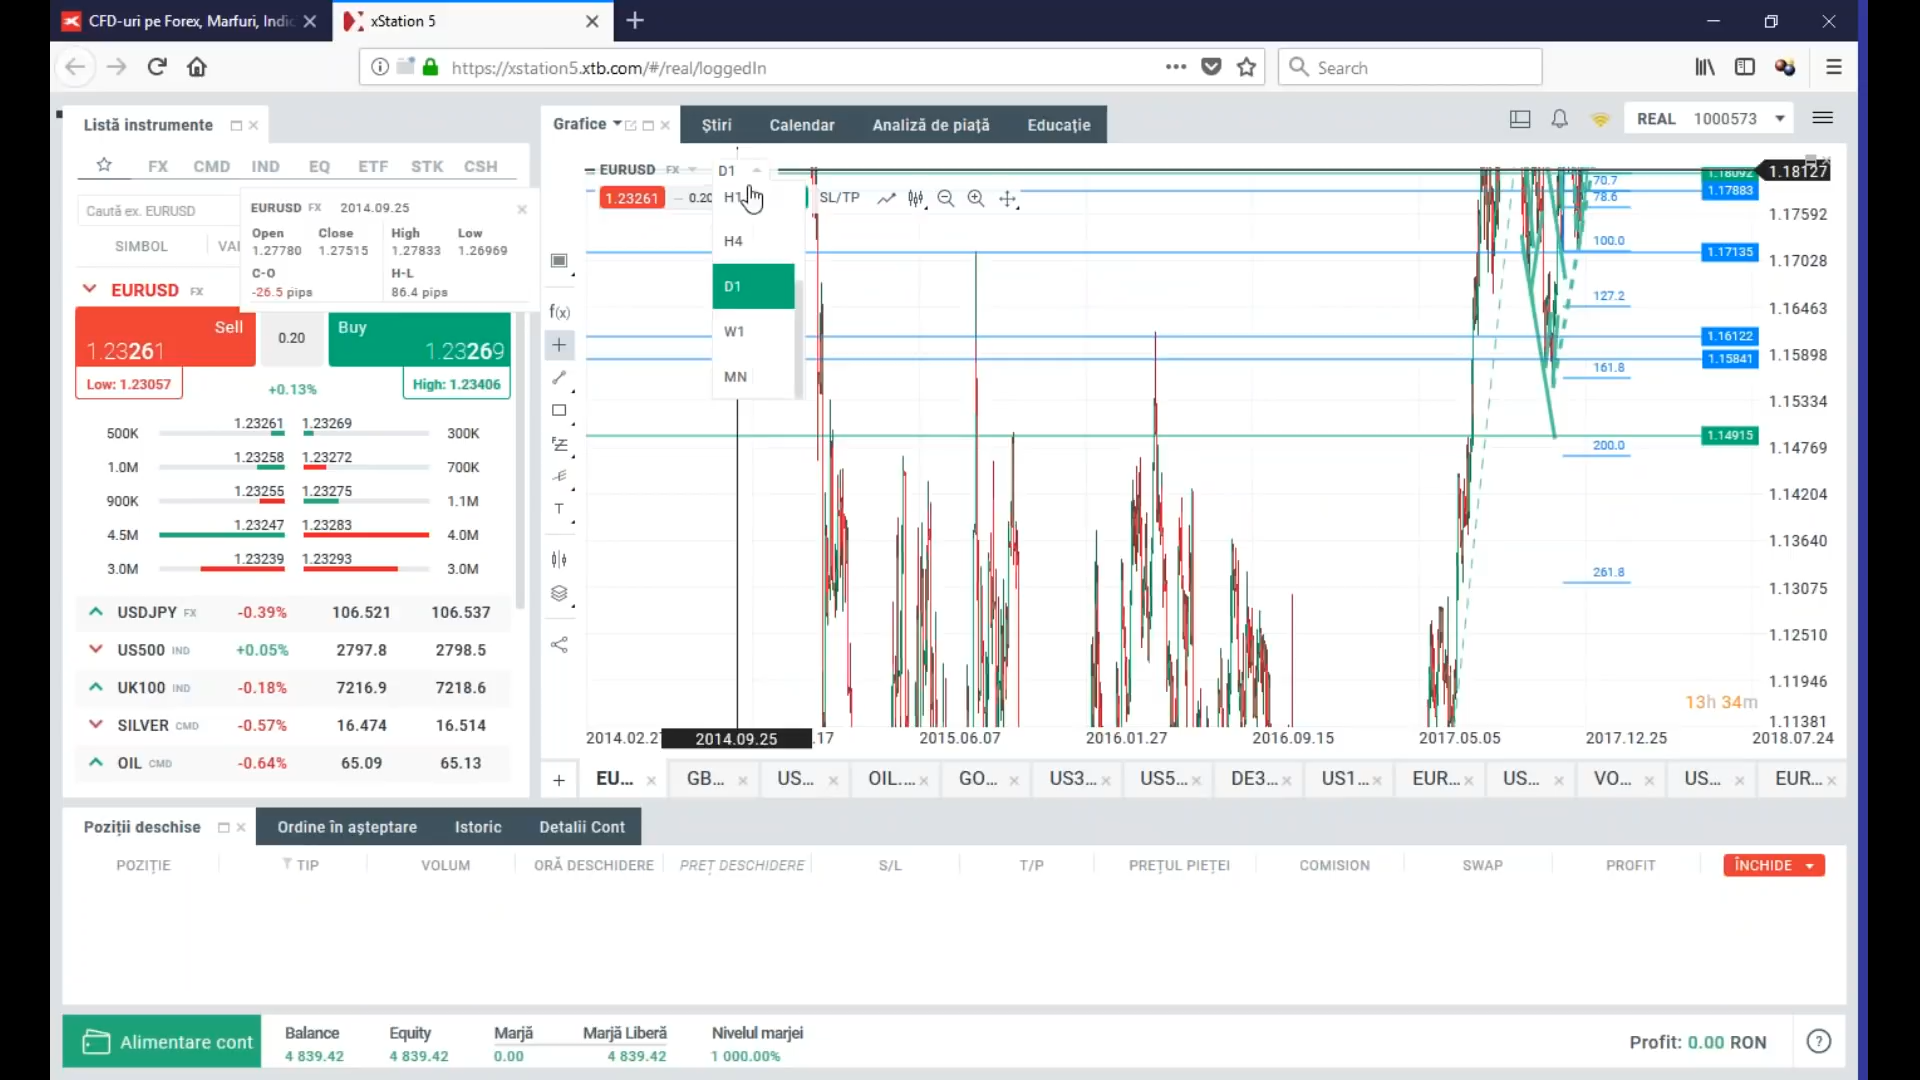 CFD-uri pe Forex, Marfuri, Indic
xStation 5
https://xstation5.xtb.com/#/real/loggedIn
Search
Listă instrumente
FX CMD IND EQ ETF STK CSH
Caută ex. EURUSD
SIMBOL VA
EURUSD FX 2014.09.25
Open Close High Low
1.27780 1.27515 1.27833 1.26969
C-O H-L
-26.5 pips 86.4 pips
EURUSD FX
Sell 0.20 Buy
1.23261 1.23269
Low: 1.23057 +0.13% High: 1.23406
500K 1.23261 1.23269 300K
1.0M 1.23258 1.23272 700K
900K 1.23255 1.23275 1.1M
4.5M 1.23247 1.23283 4.0M
3.0M 1.23239 1.23293 3.0M
USDJPY FX -0.39% 106.521 106.537
US500 IND +0.05% 2797.8 2798.5
UK100 IND -0.18% 7216.9 7218.6
SILVER CMD -0.57% 16.474 16.514
OIL CMD -0.64% 65.09 65.13
Grafice Știri Calendar Analiză de piață Educație
REAL 1000573
EURUSD FX D1
1.23261 0.20 SL/TP
H1
H4
D1
W1
MN
f(x)
T
70.7
78.6
100.0
127.2
161.8
200.0
261.8
1.18127
1.18092
1.17883
1.17592
1.17135
1.17028
1.16463
1.16122
1.15898
1.15841
1.15334
1.14915
1.14769
1.14204
1.13640
1.13075
1.12510
1.11946
1.11381
13h 34m
2014.02.2 2014.09.25 .17 2015.06.07 2016.01.27 2016.09.15 2017.05.05 2017.12.25 2018.07.24
EU... GB... US... OIL.... GO... US3... US5... DE3... US1... EUR... US... VO... US... EUR...
Poziții deschise Ordine în așteptare Istoric Detalii Cont
POZIȚIE TIP VOLUM ORĂ DESCHIDERE PREȚ DESCHIDERE S/L T/P PREȚUL PIEȚEI COMISION SWAP PROFIT ÎNCHIDE
Alimentare cont
Balance Equity Marjă Marjă Liberă Nivelul marjei
4 839.42 4 839.42 0.00 4 839.42 1 000.00%
Profit: 0.00 RON